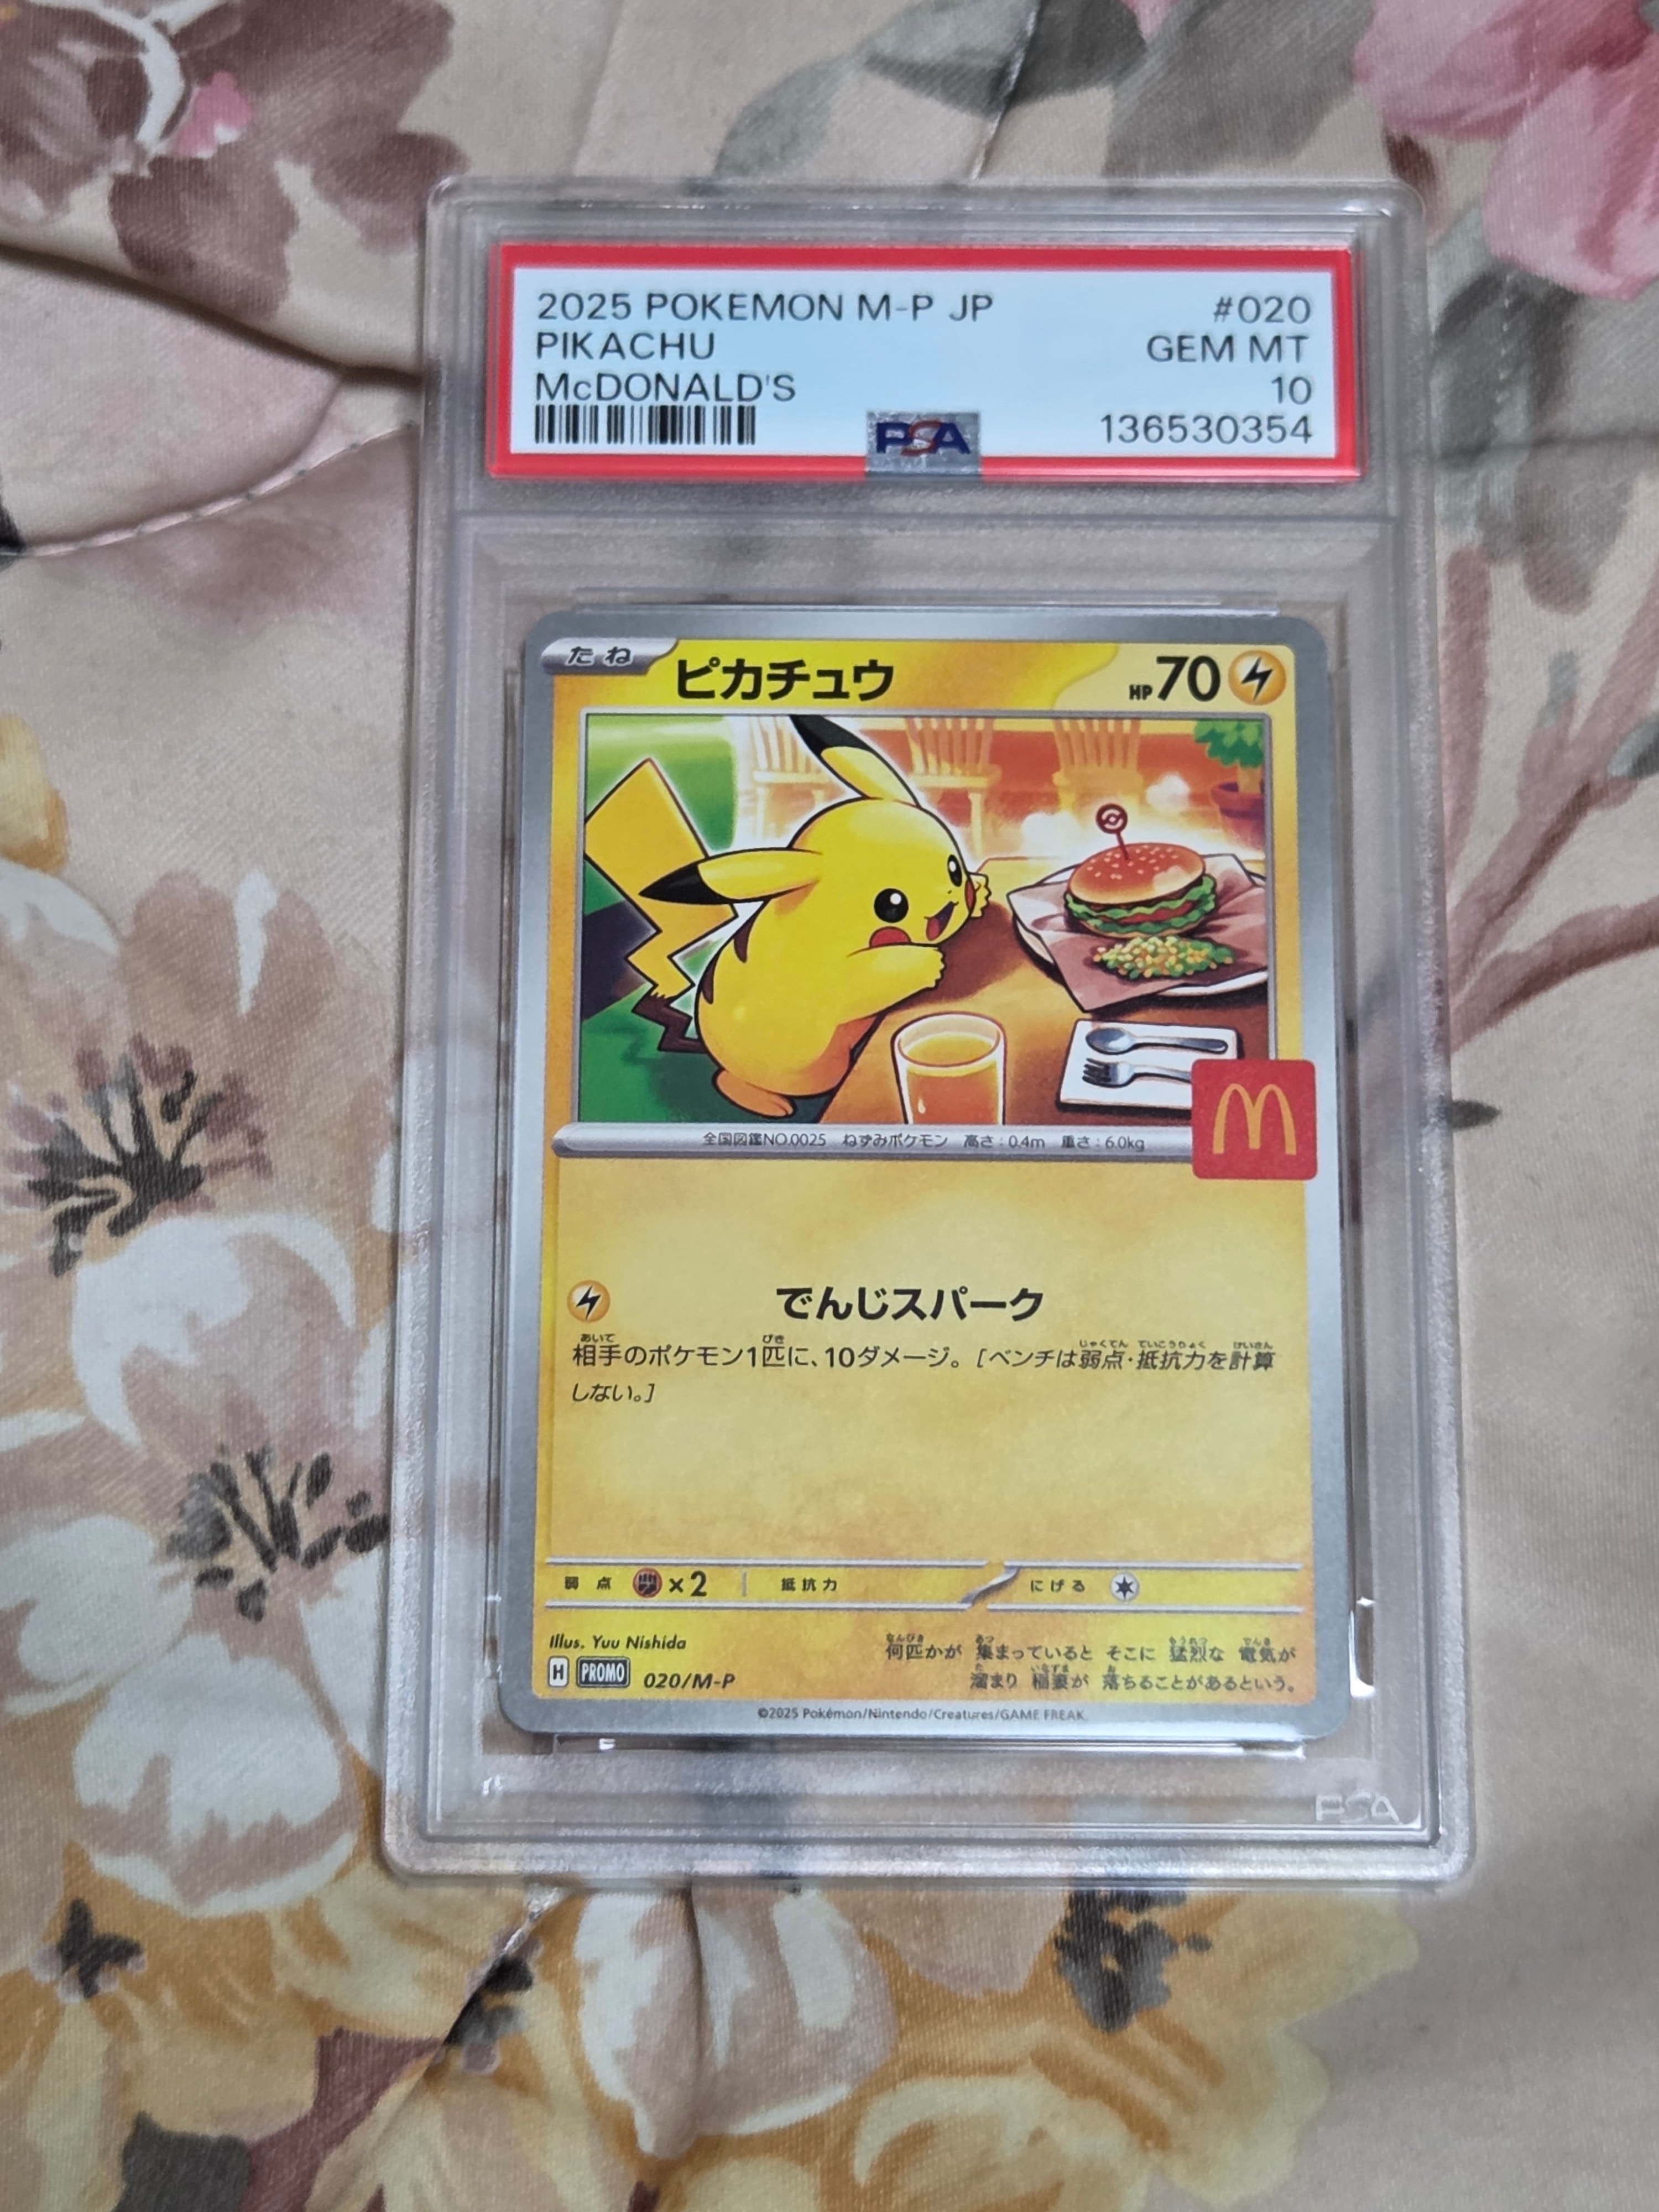 2025 POKEMON M-P JP #020
PIKACHU GEM MT
McDONALD'S 10
PSA 136530354
たね ピカチュウ HP70
全国図鑑NO.0025 ねずみポケモン 高さ:0.4m 重さ:6.0kg
でんじスパーク
相手のポケモン1匹に、10ダメージ。[ベンチは弱点・抵抗力を計算
しない。]
弱点 ×2 抵抗力 にげる
Illus. Yuu Nishida
何匹かが 集まっていると そこに 猛烈な 電気が
溜まり 稲妻が 落ちることがあるという。
H PROMO 020/M-P
©2025 Pokémon/Nintendo/Creatures/GAME FREAK
PSA